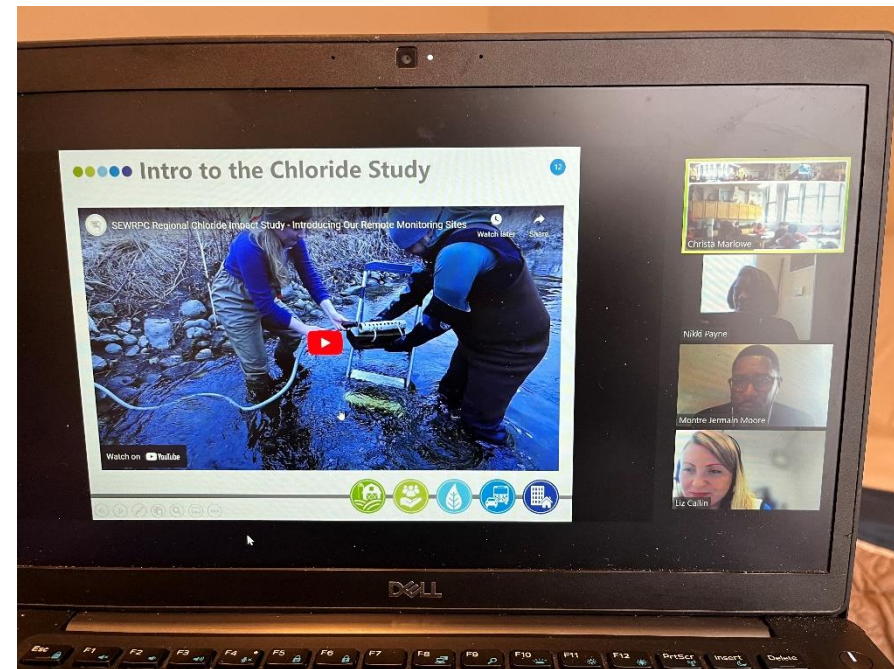 Intro to the Chloride Study
12
SEWRPC Regional Chloride Impact Study - Introducing Our Remote Monitoring Sites
Watch later
Share
Watch on YouTube
Christa Marlowe
Nikki Payne
Montre Jermain Moore
Liz Callin
DELL
Esc F1 F2 F3 F4 F5 F6 F7 F8 F9 F10 F11 F12 PrtScr Insert Delete